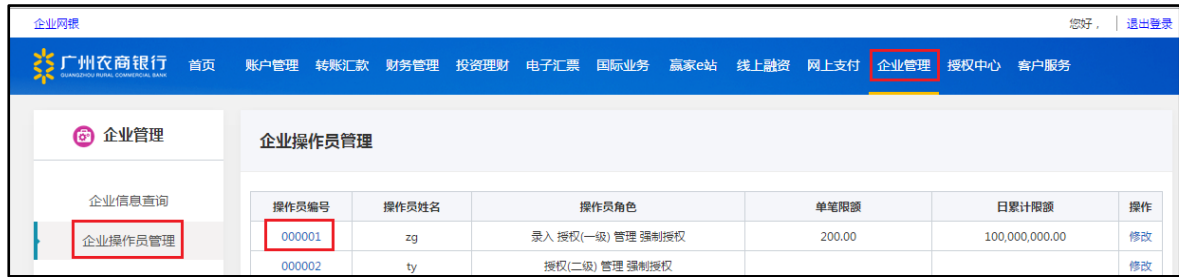 企业网银 您好， 退出登录
广州农商银行 首页 账户管理 转账汇款 财务管理 投资理财 电子汇票 国际业务 赢家e站 线上融资 网上支付 企业管理 授权中心 客户服务
GUANGZHOU RURAL COMMERCIAL BANK
企业管理
企业操作员管理
企业信息查询
企业操作员管理
操作员编号 操作员姓名 操作员角色 单笔限额 日累计限额 操作
000001 zg 录入 授权(一级) 管理 强制授权 200.00 100,000,000.00 修改
000002 ty 授权(二级) 管理 强制授权 修改